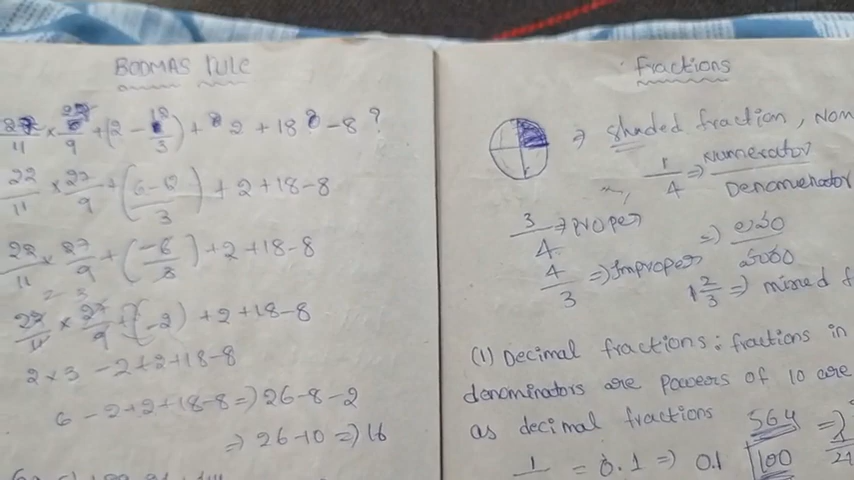 BODMAS rule
22/11 × 27/9 + (2 - 12/3) + 2 + 18 - 8 ?
22/11 × 27/9 + (6-12/3) + 2 + 18 - 8
22/11 × 27/9 + (-6/3) + 2 + 18 - 8
22/11 × 27/9 + (-2) + 2 + 18 - 8
2 × 3 - 2 + 2 + 18 - 8
6 - 2 + 2 + 18 - 8 => 26 - 8 - 2
=> 26 - 10 => 16
Fractions
=> shaded fraction,
1/4 => Numerator/Denomenator
3/4 => proper
4/3 => Improper => లవం/హారం
1 2/3 => mixed
(1) Decimal fractions: fractions in
denominators are powers of 10 are
as decimal fractions
564/100
= 0.1 => 0.1